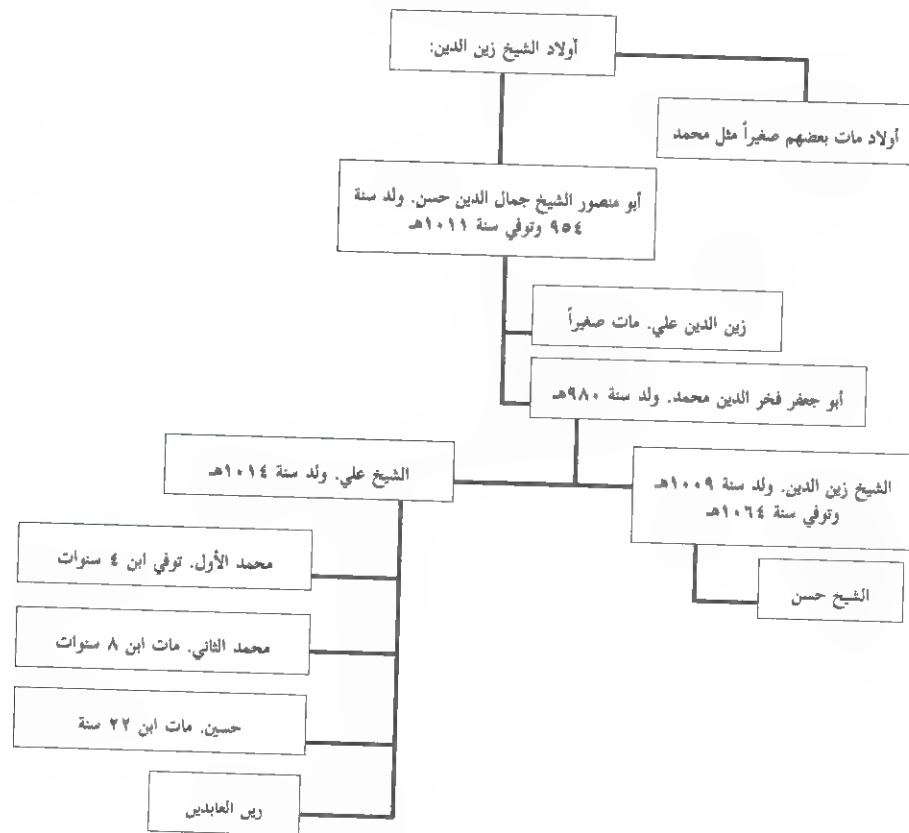 أولاد الشيخ زين الدين:
أولاد مات بعضهم صغيراً مثل محمد
أبو منصور الشيخ جمال الدين حسن. ولد سنة
٩٥٤ وتوفي سنة ١٠١١هـ
زين الدين علي. مات صغيراً
أبو جعفر فخر الدين محمد. ولد سنة ٩٨٠هـ
الشيخ زين الدين. ولد سنة ١٠٠٩هـ
وتوفي سنة ١٠٦٤هـ
الشيخ حسن
الشيخ علي. ولد سنة ١٠١٤هـ
محمد الأول. توفي ابن ٤ سنوات
محمد الثاني. مات ابن ٨ سنوات
حسين. مات ابن ٢٢ سنة
زين العابدين